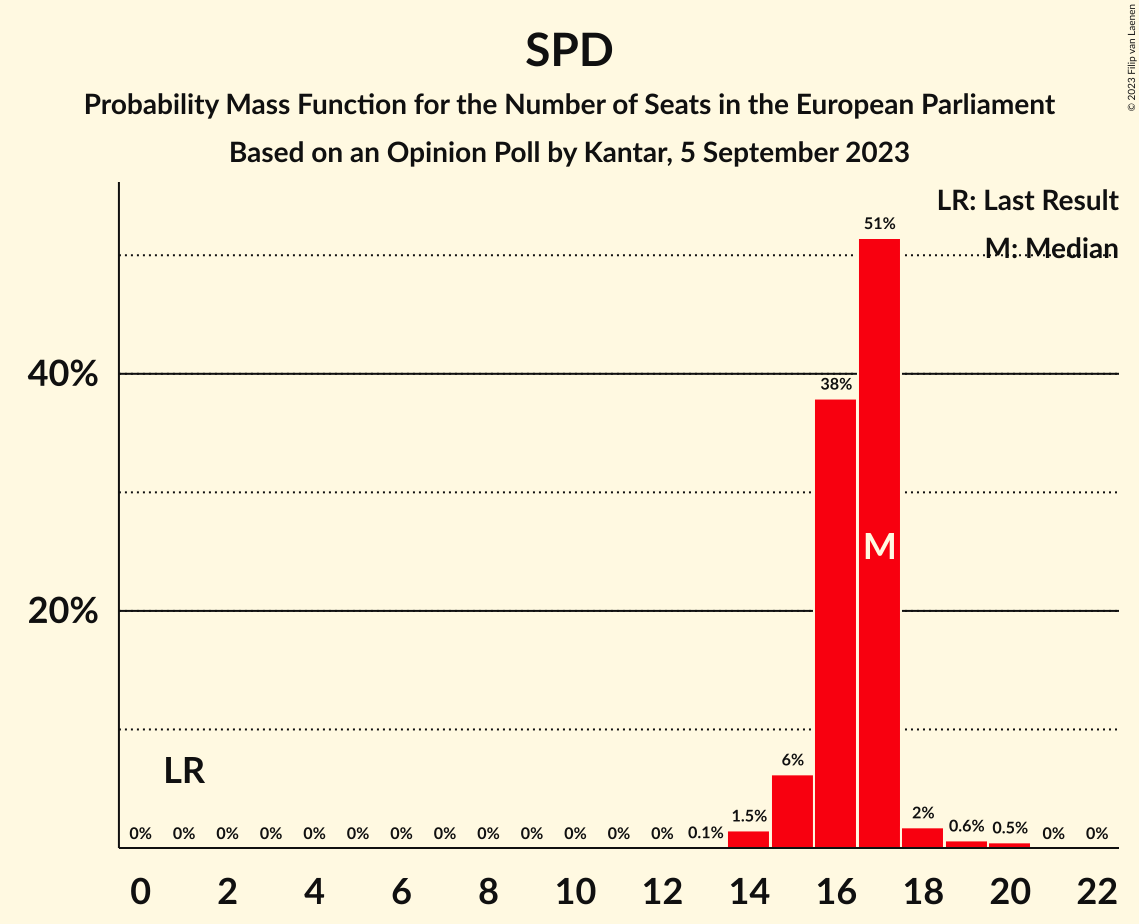 SPD
Probability Mass Function for the Number of Seats in the European Parliament
Based on an Opinion Poll by Kantar, 5 September 2023
© 2023 Filip van Laenen
LR: Last Result
M: Median
51%
40%
38%
M
20%
LR
6%
0% 0% 0% 0% 0% 0% 0% 0% 0% 0% 0% 0% 0% 0.1% 1.5% 2% 0.6% 0.5% 0% 0%
0 2 4 6 8 10 12 14 16 18 20 22